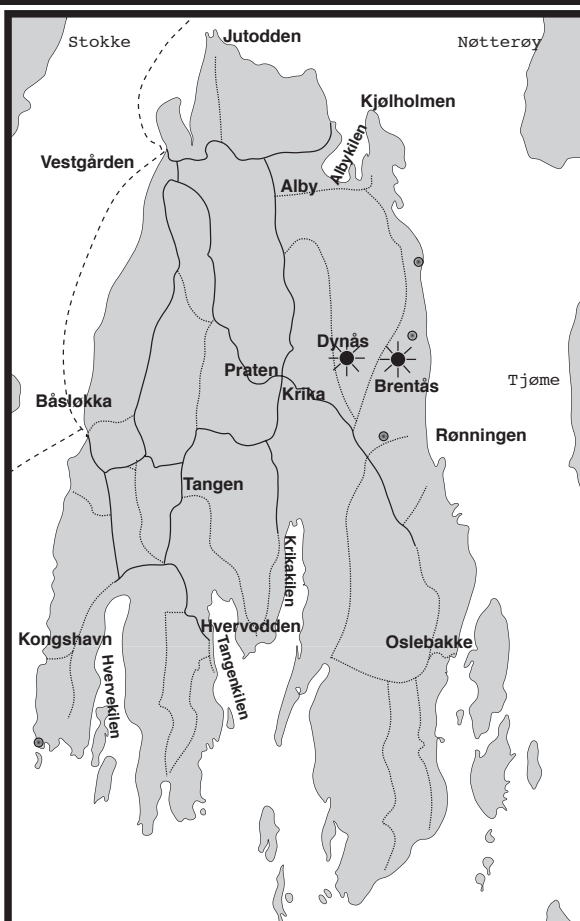 Stokke
Jutodden
Nøtterøy
Kjølholmen
Vestgården
Albykilen
Alby
Dynås
Praten
Brentås
Tjøme
Krika
Båsløkka
Rønningen
Tangen
Krikakilen
Hvervodden
Kongshavn
Oslebakke
Tangenkilen
Hvervekilen